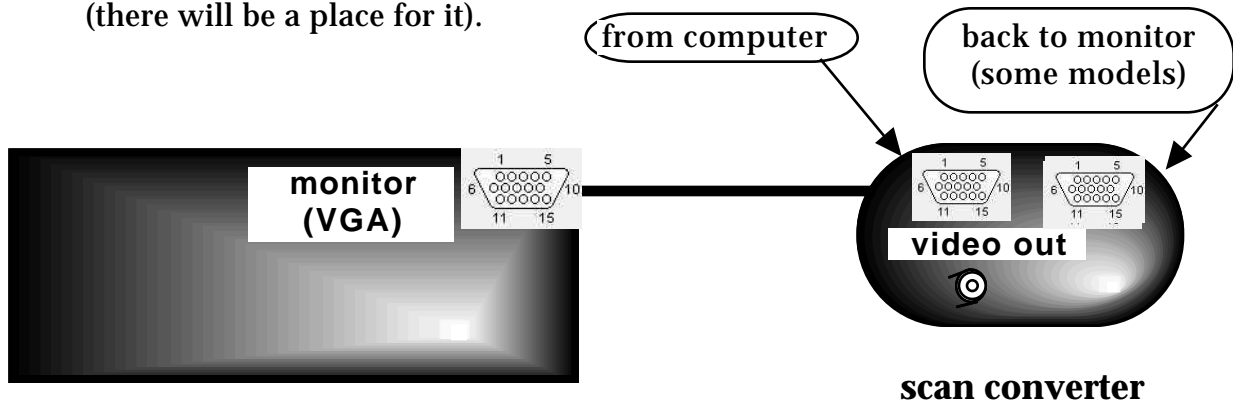 (there will be a place for it).
from computer
back to monitor
(some models)
monitor
(VGA)
1 5
6 10
11 15
1 5
6 10
11 15
1 5
6 10
11 15
video out
scan converter